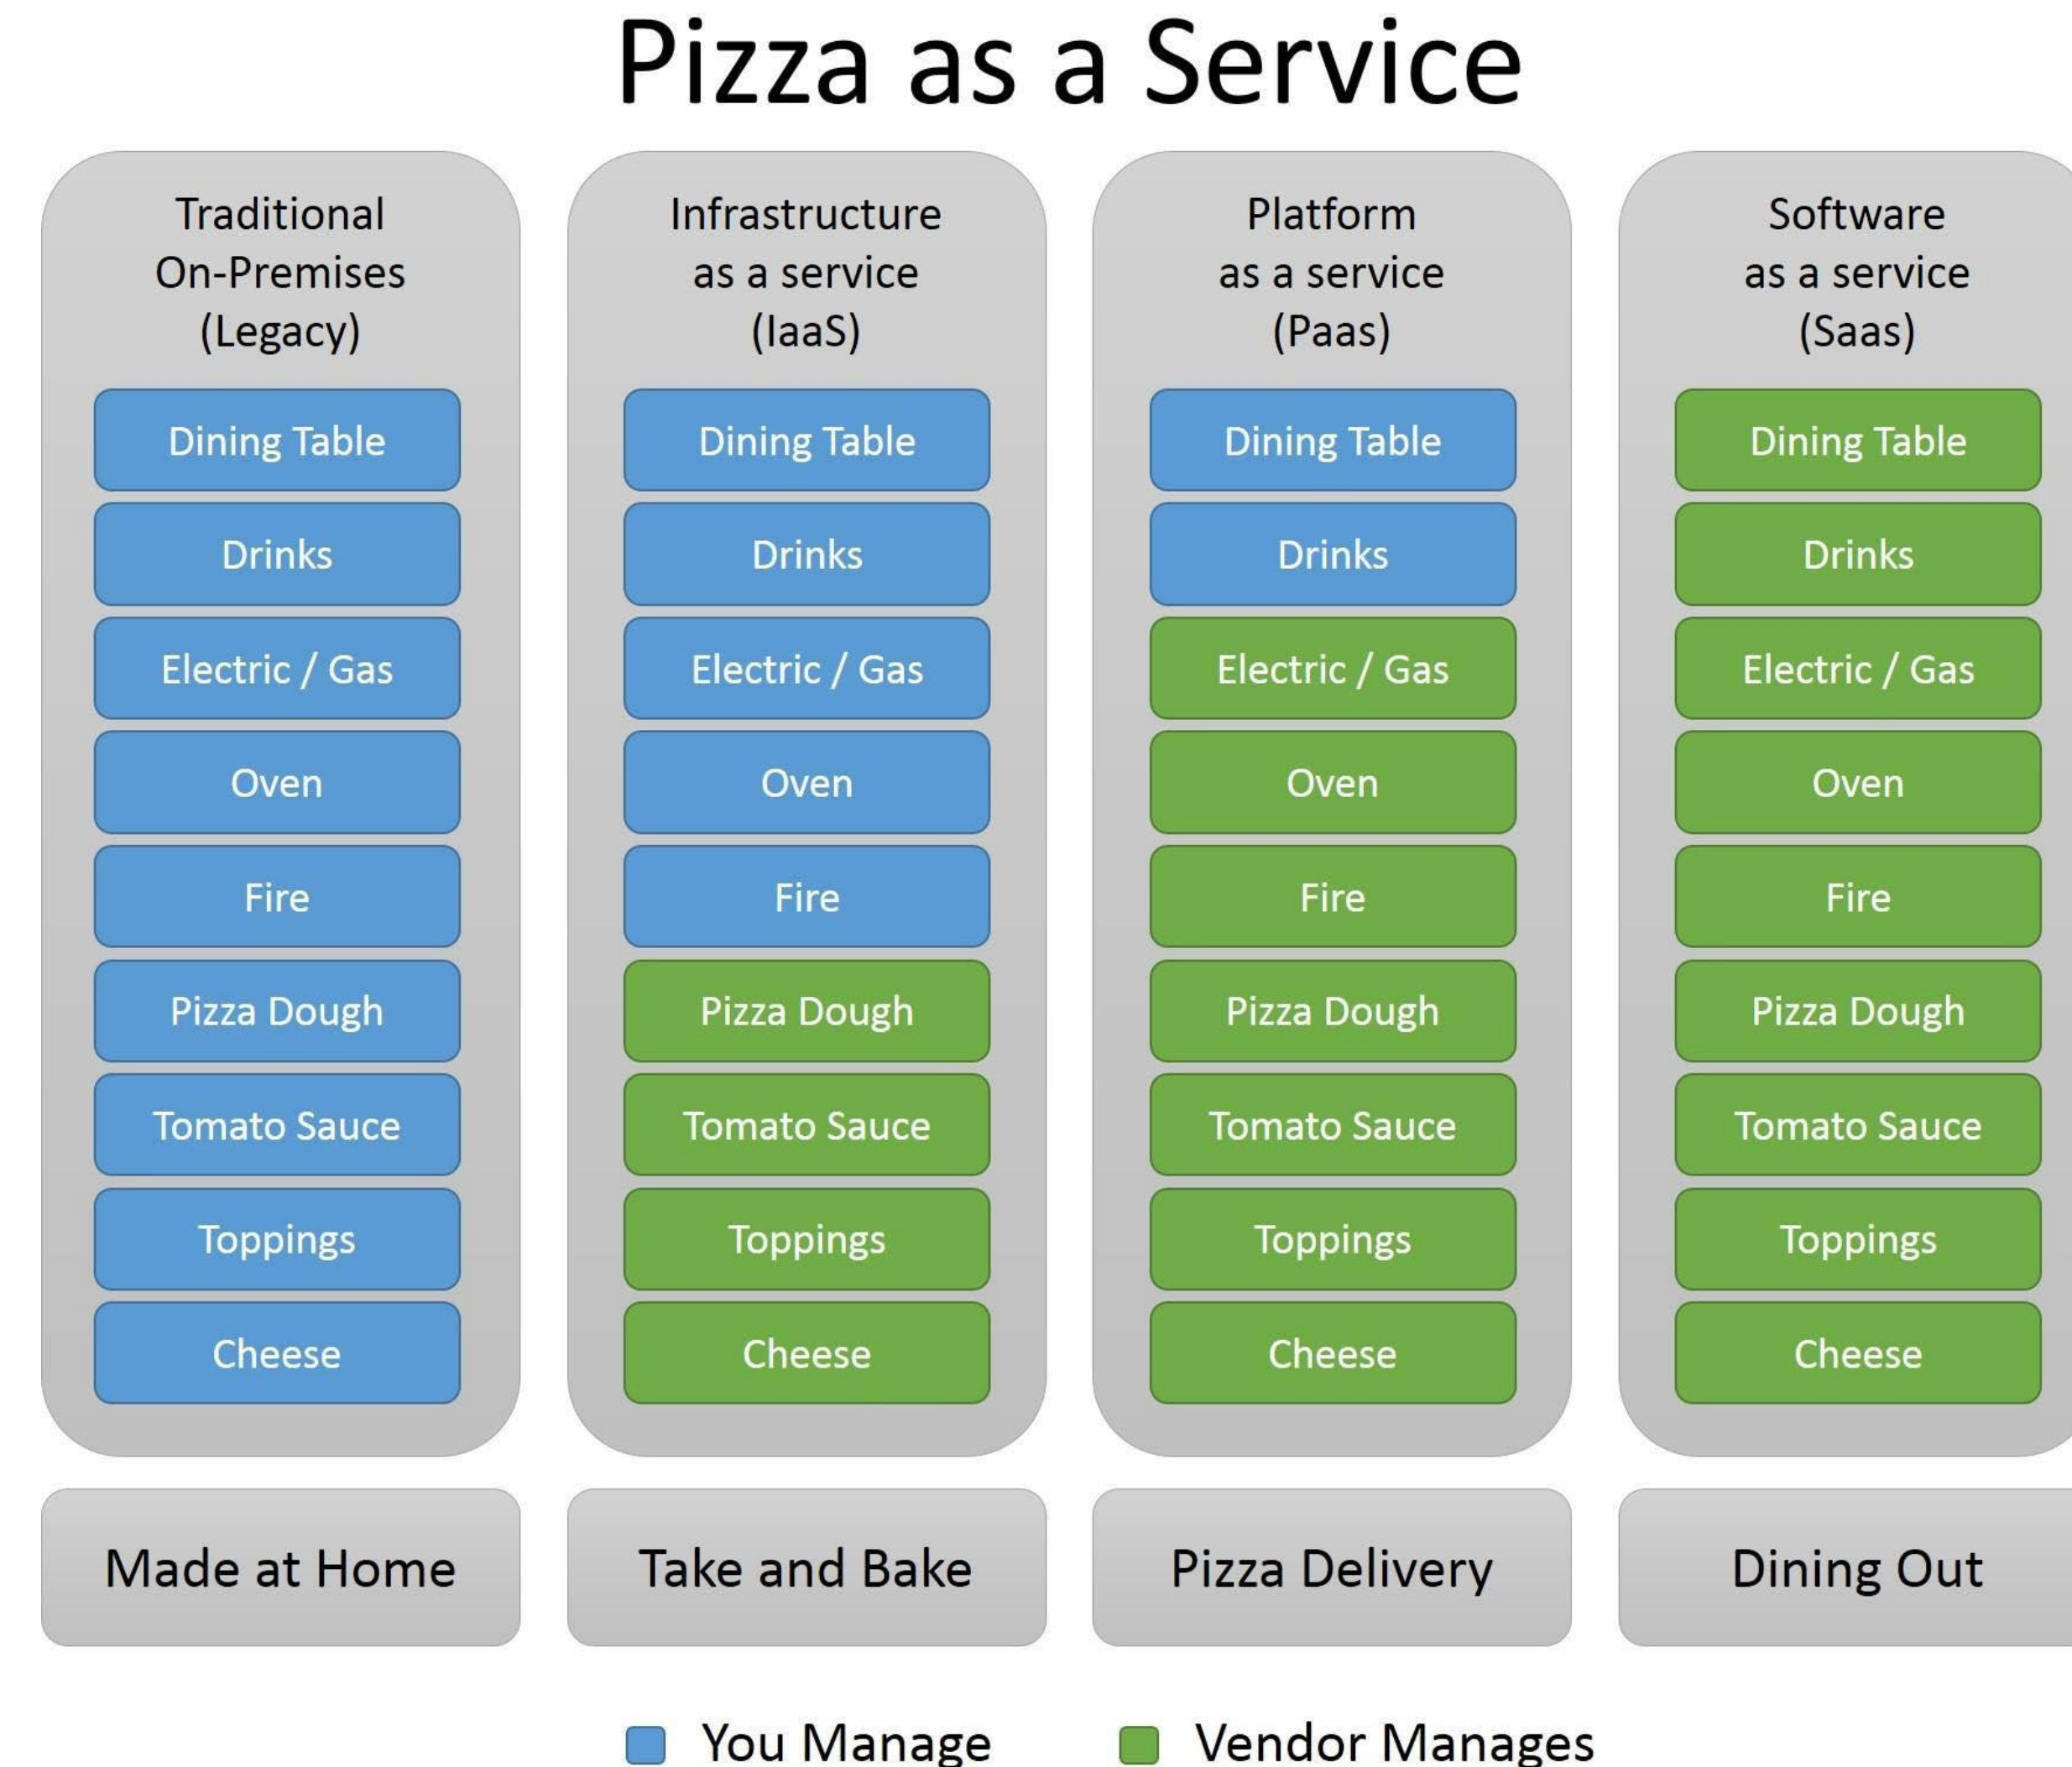 Pizza as a Service
Traditional
On-Premises
(Legacy)
Dining Table
Drinks
Electric / Gas
Oven
Fire
Pizza Dough
Tomato Sauce
Toppings
Cheese
Made at Home
Infrastructure
as a service
(IaaS)
Dining Table
Drinks
Electric / Gas
Oven
Fire
Pizza Dough
Tomato Sauce
Toppings
Cheese
Take and Bake
Platform
as a service
(Paas)
Dining Table
Drinks
Electric / Gas
Oven
Fire
Pizza Dough
Tomato Sauce
Toppings
Cheese
Pizza Delivery
Software
as a service
(Saas)
Dining Table
Drinks
Electric / Gas
Oven
Fire
Pizza Dough
Tomato Sauce
Toppings
Cheese
Dining Out
You Manage
Vendor Manages